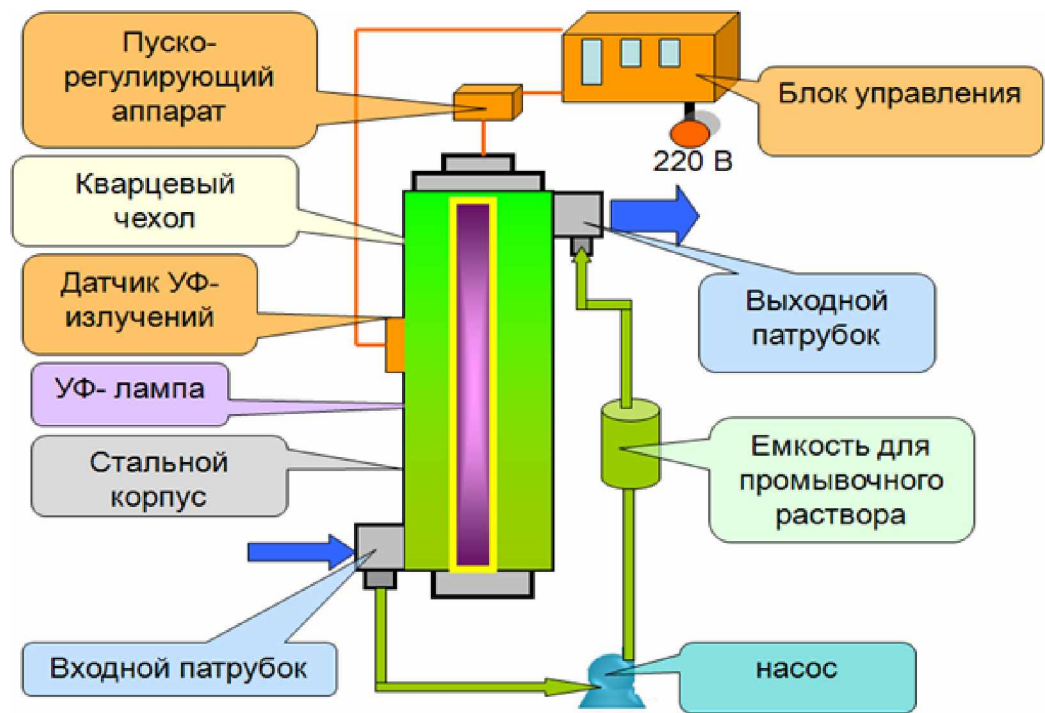 Пуско-
регулирующий
аппарат
Блок управления
220 В
Кварцевый
чехол
Датчик УФ-
излучений
Выходной
патрубок
УФ- лампа
Стальной
корпус
Емкость для
промывочного
раствора
Входной патрубок
насос